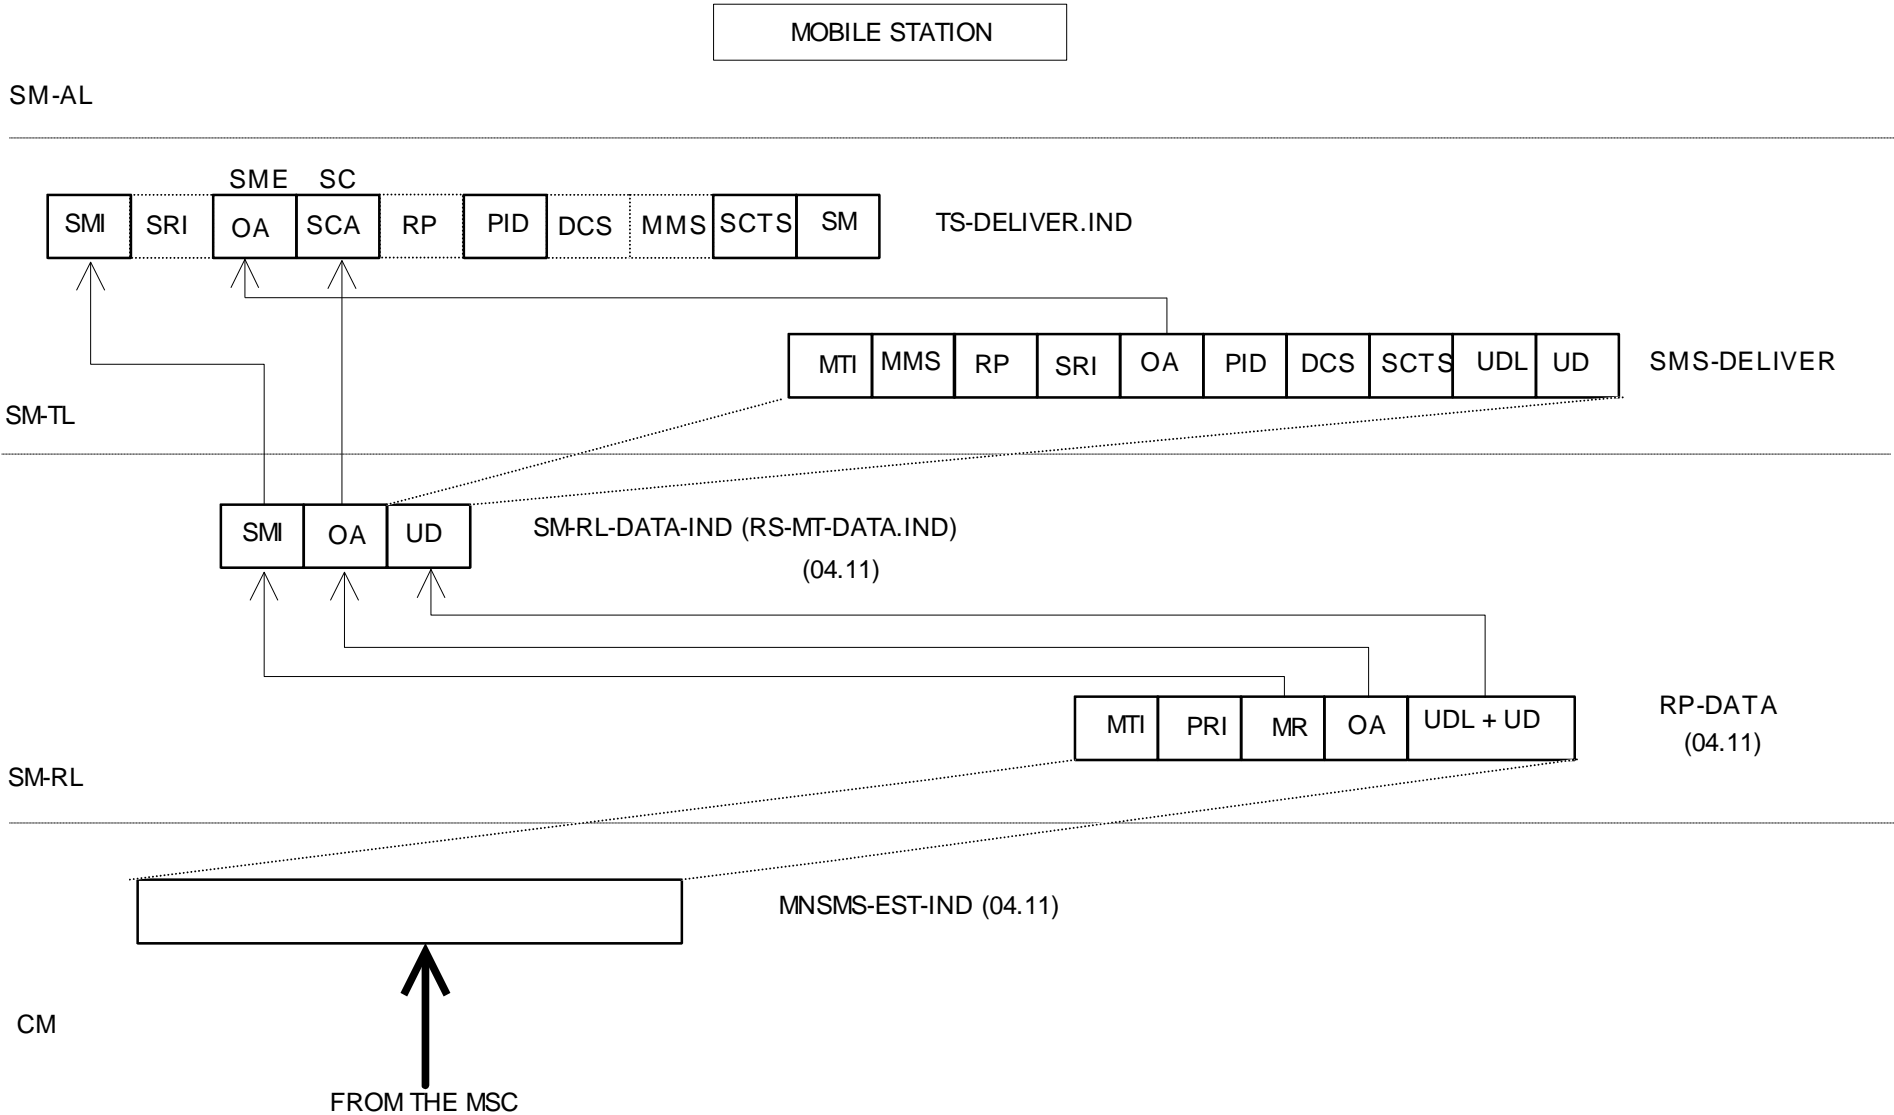 MOBILE STATION
SM-AL
SME SC
SMI SRI OA SCA RP PID DCS MMS SCTS SM TS-DELIVER.IND
MTI MMS RP SRI OA PID DCS SCTS UDL UD SMS-DELIVER
SM-TL
SMI OA UD SM-RL-DATA-IND (RS-MT-DATA.IND)
(04.11)
MTI PRI MR OA UDL + UD RP-DATA
(04.11)
SM-RL
MNSMS-EST-IND (04.11)
CM
FROM THE MSC